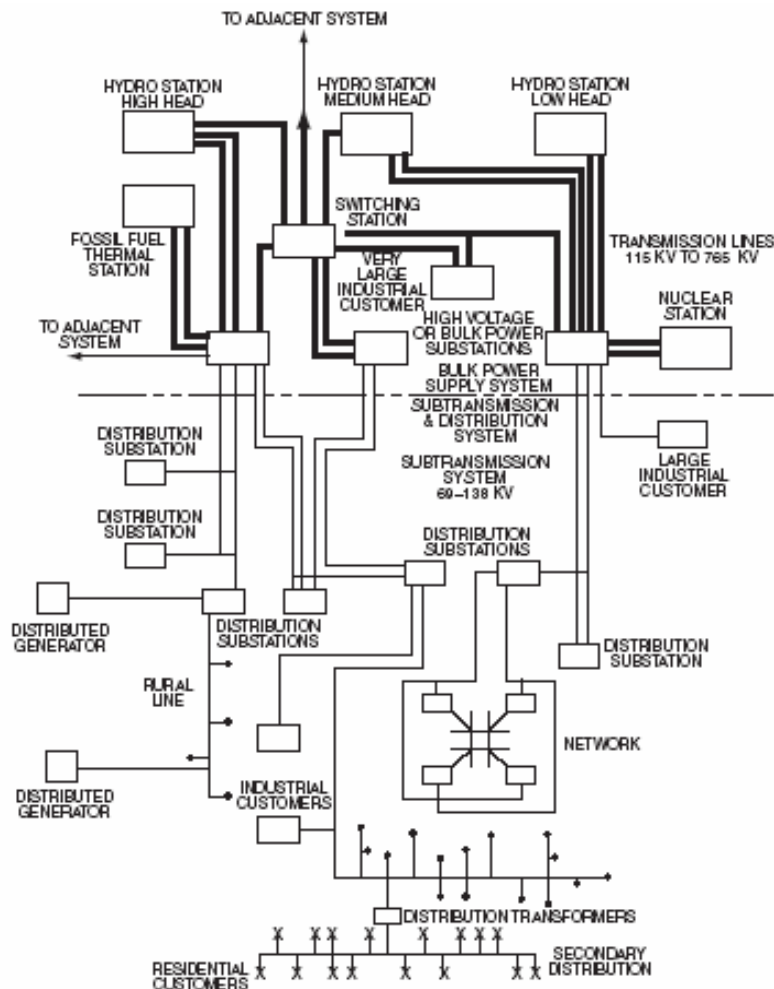 TO ADJACENT SYSTEM
HYDRO STATION
HIGH HEAD
HYDRO STATION
MEDIUM HEAD
HYDRO STATION
LOW HEAD
SWITCHING
STATION
FOSSIL FUEL
THERMAL
STATION
TRANSMISSION LINES
115 KV TO 765 KV
VERY
LARGE
INDUSTRIAL
CUSTOMER
NUCLEAR
STATION
HIGH VOLTAGE
OR BULK POWER
SUBSTATIONS
TO ADJACENT
SYSTEM
BULK POWER
SUPPLY SYSTEM
SUBTRANSMISSION
& DISTRIBUTION
SYSTEM
DISTRIBUTION
SUBSTATION
SUBTRANSMISSION
SYSTEM
69–138 KV
LARGE
INDUSTRIAL
CUSTOMER
DISTRIBUTION
SUBSTATION
DISTRIBUTION
SUBSTATIONS
DISTRIBUTED
GENERATOR
DISTRIBUTION
SUBSTATIONS
DISTRIBUTION
SUBSTATION
RURAL
LINE
NETWORK
DISTRIBUTED
GENERATOR
INDUSTRIAL
CUSTOMERS
DISTRIBUTION TRANSFORMERS
RESIDENTIAL
CUSTOMERS
SECONDARY
DISTRIBUTION